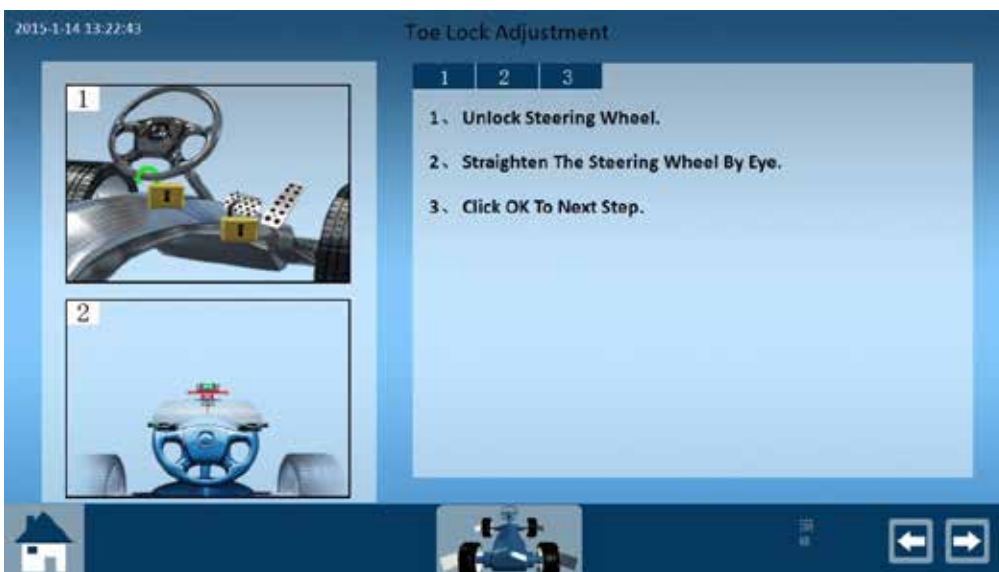 2015-1-14 13:22:43
Toe Lock Adjustment
1 2 3
1、 Unlock Steering Wheel.
2、 Straighten The Steering Wheel By Eye.
3、 Click OK To Next Step.
1
2